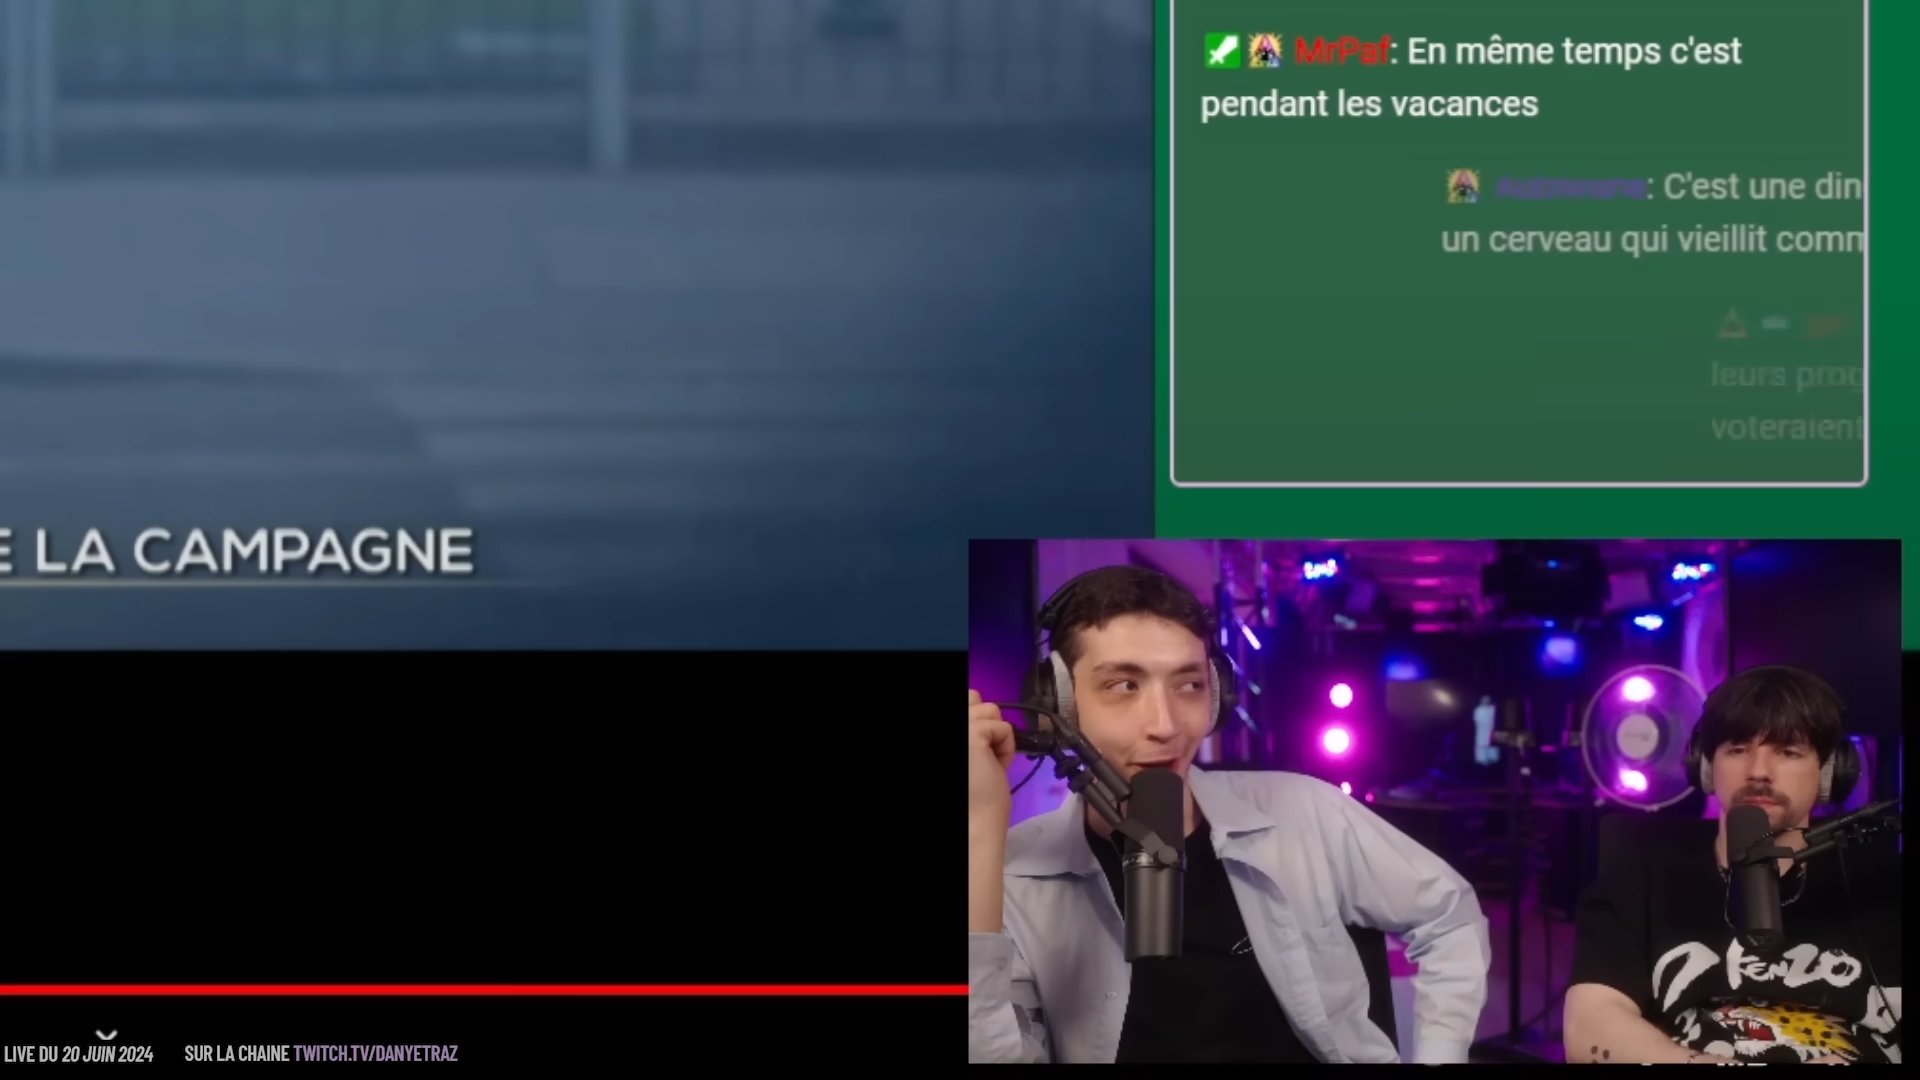 MrPaf: En même temps c'est
pendant les vacances
: C'est une din
un cerveau qui vieillit comm
leurs prog
voteraient
E LA CAMPAGNE
KENZO
LIVE DU 20 JUIN 2024 SUR LA CHAINE TWITCH.TV/DANYETRAZ